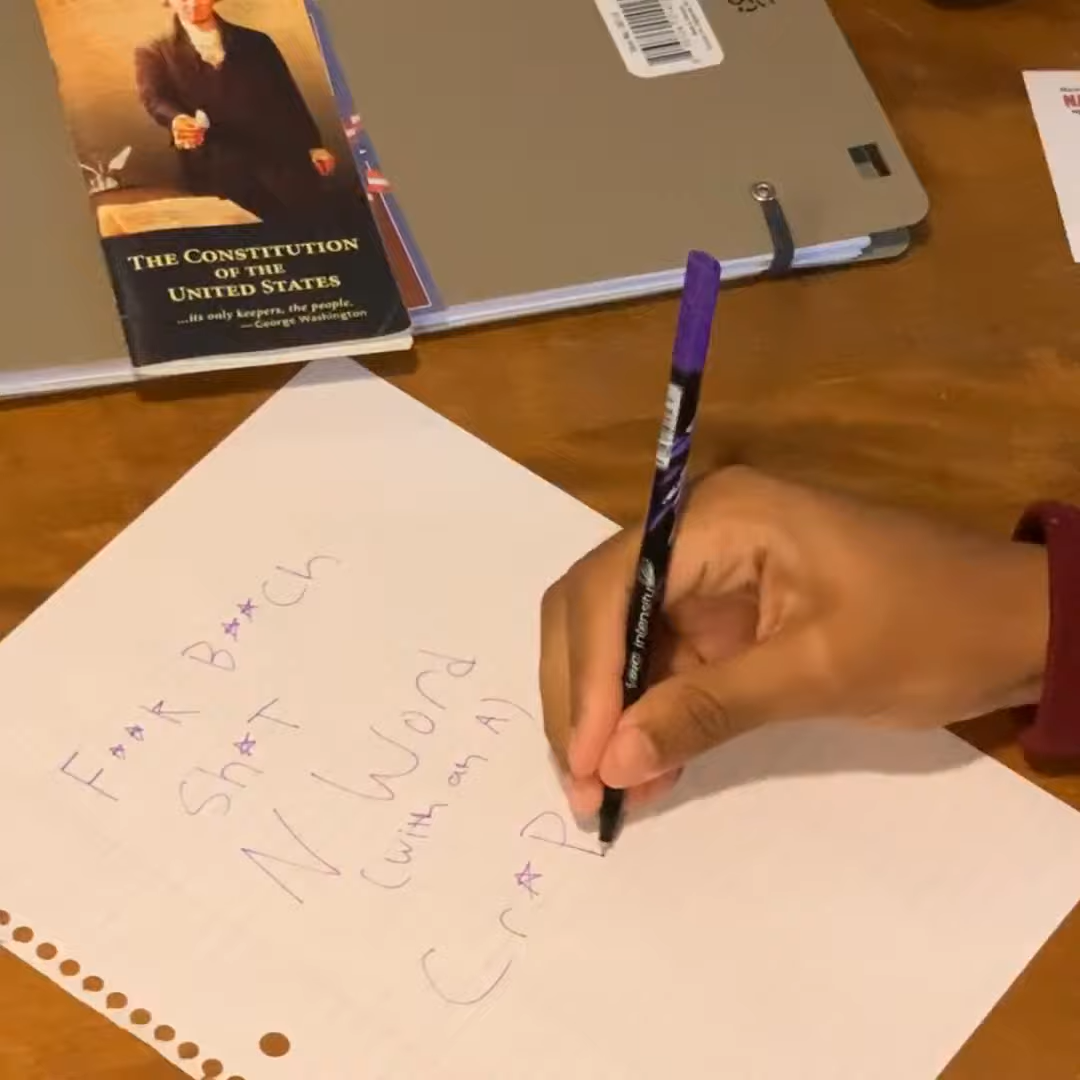 THE CONSTITUTION
OF THE
UNITED STATES
...its only keepers, the people.
—George Washington
intensity
F**K B**Ch
Sh*T
N Word
(with an A)
Cr*P